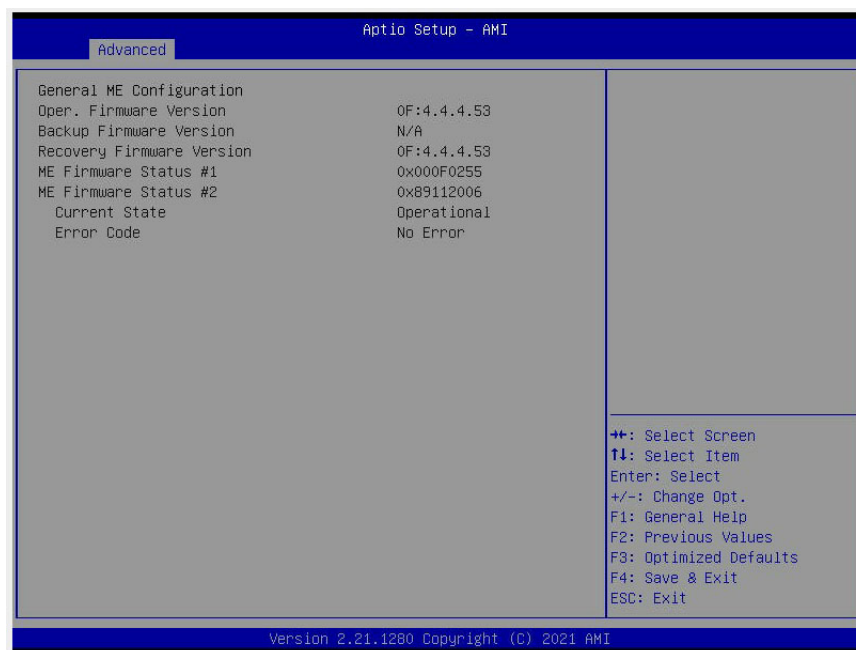 Aptio Setup – AMI
Advanced
General ME Configuration
Oper. Firmware Version 0F:4.4.4.53
Backup Firmware Version N/A
Recovery Firmware Version 0F:4.4.4.53
ME Firmware Status #1 0x000F0255
ME Firmware Status #2 0x89112006
Current State Operational
Error Code No Error
→←: Select Screen
↑↓: Select Item
Enter: Select
+/-: Change Opt.
F1: General Help
F2: Previous Values
F3: Optimized Defaults
F4: Save & Exit
ESC: Exit
Version 2.21.1280 Copyright (C) 2021 AMI